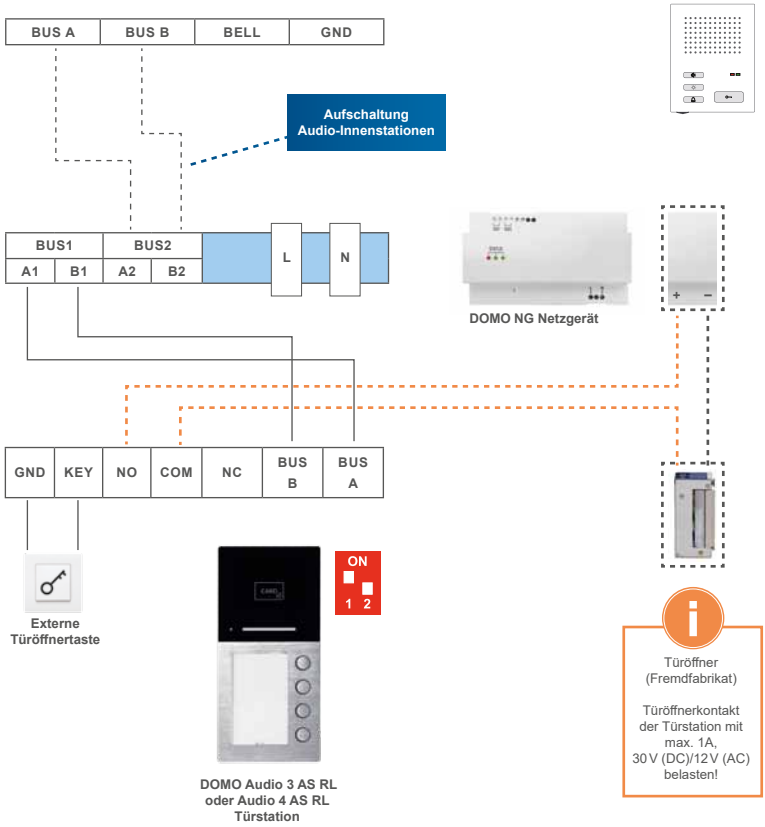 BUS A BUS B BELL GND
Aufschaltung
Audio-Innenstationen
BUS1 BUS2
A1 B1 A2 B2
L N
DOMO NG Netzgerät
+ −
GND KEY NO COM NC BUS B BUS A
Externe
Türöffnertaste
ON
1 2
CARD
DOMO Audio 3 AS RL
oder Audio 4 AS RL
Türstation
i
Türöffner
(Fremdfabrikat)
Türöffnerkontakt
der Türstation mit
max. 1A,
30 V (DC)/12 V (AC)
belasten!